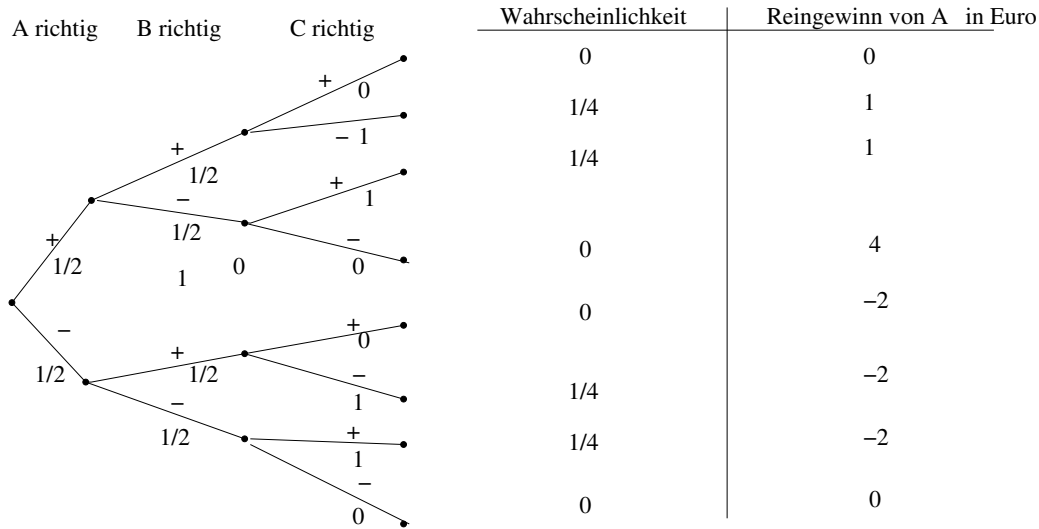 A richtig B richtig C richtig Wahrscheinlichkeit Reingewinn von A in Euro
+ 0 0 0
+ 1/2 − 1 1/4 1
+ 1 1/4 1
− 1/2
+ 1/2 − 0 0 4
1 0
− 1/2 + 0 0 −2
+ 1/2 − 1 1/4 −2
− 1/2 + 1 1/4 −2
− 0 0 0